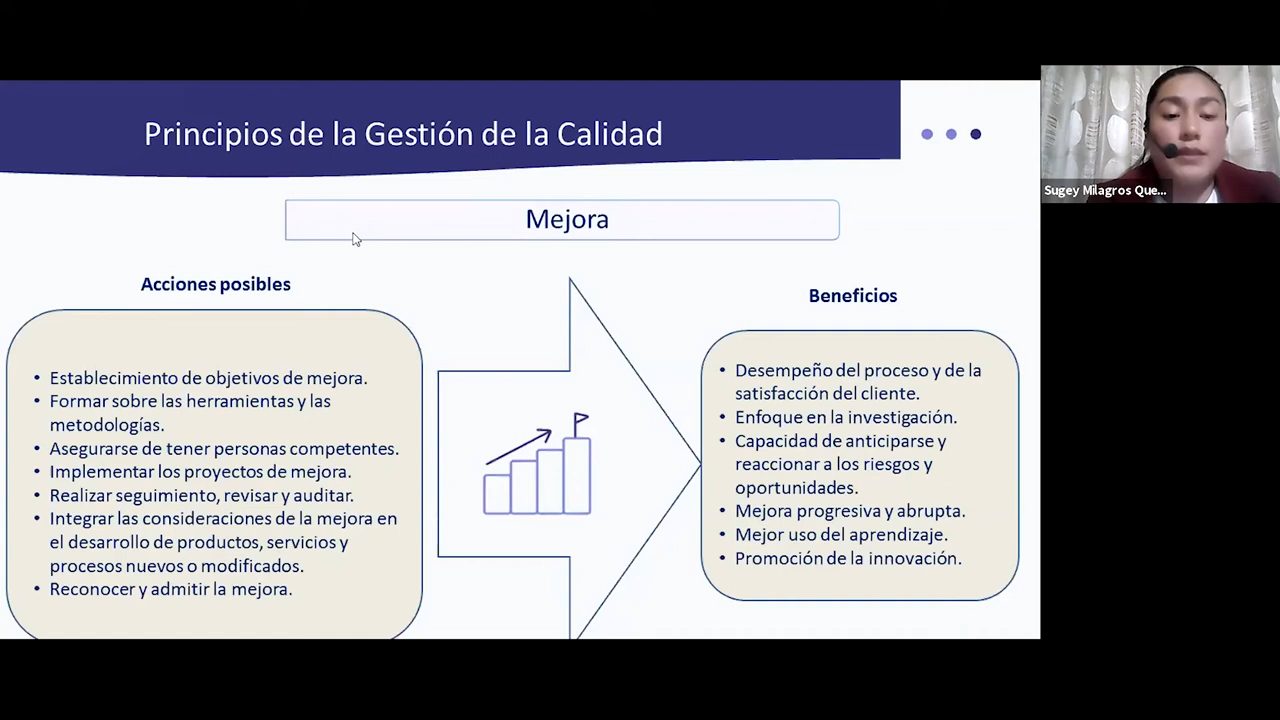 Principios de la Gestión de la Calidad
Sugey Milagros Que...
Mejora
Acciones posibles
• Establecimiento de objetivos de mejora.
• Formar sobre las herramientas y las
metodologías.
• Asegurarse de tener personas competentes.
• Implementar los proyectos de mejora.
• Realizar seguimiento, revisar y auditar.
• Integrar las consideraciones de la mejora en
el desarrollo de productos, servicios y
procesos nuevos o modificados.
• Reconocer y admitir la mejora.
Beneficios
• Desempeño del proceso y de la
satisfacción del cliente.
• Enfoque en la investigación.
• Capacidad de anticiparse y
reaccionar a los riesgos y
oportunidades.
• Mejora progresiva y abrupta.
• Mejor uso del aprendizaje.
• Promoción de la innovación.